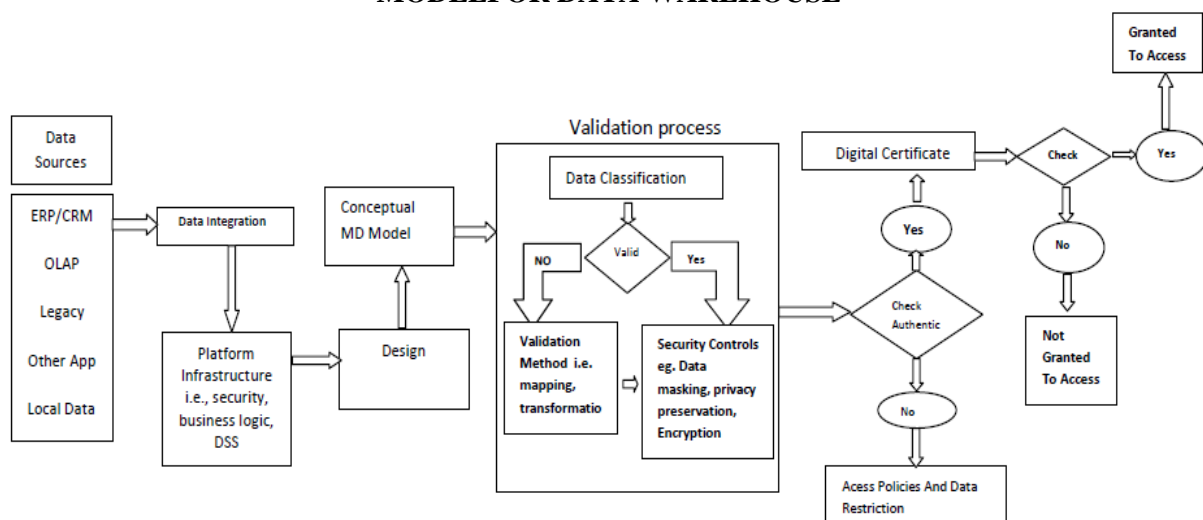 MODELFOR DATA WAREHOUSE
Data
Sources
ERP/CRM
OLAP
Legacy
Other App
Local Data
Data Integration
Platform
Infrastructure
i.e., security,
business logic,
DSS
Conceptual
MD Model
Design
Validation process
Data Classification
Valid
NO
Yes
Validation
Method i.e.
mapping,
transformatio
Security Controls
eg. Data
masking, privacy
preservation,
Encryption
Digital Certificate
Yes
Check
Authentic
No
Acess Policies And Data
Restriction
Check
Yes
Granted
To Access
No
Not
Granted
To Access